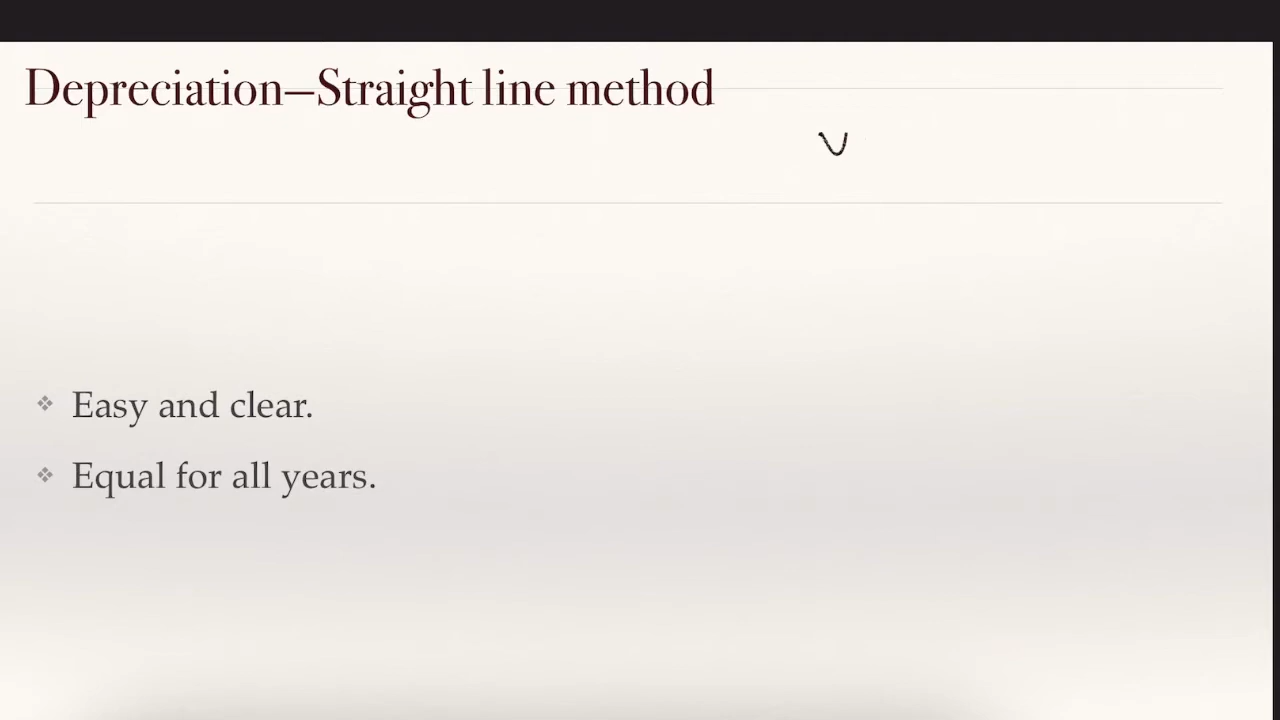 Depreciation—Straight line method
Easy and clear.
Equal for all years.